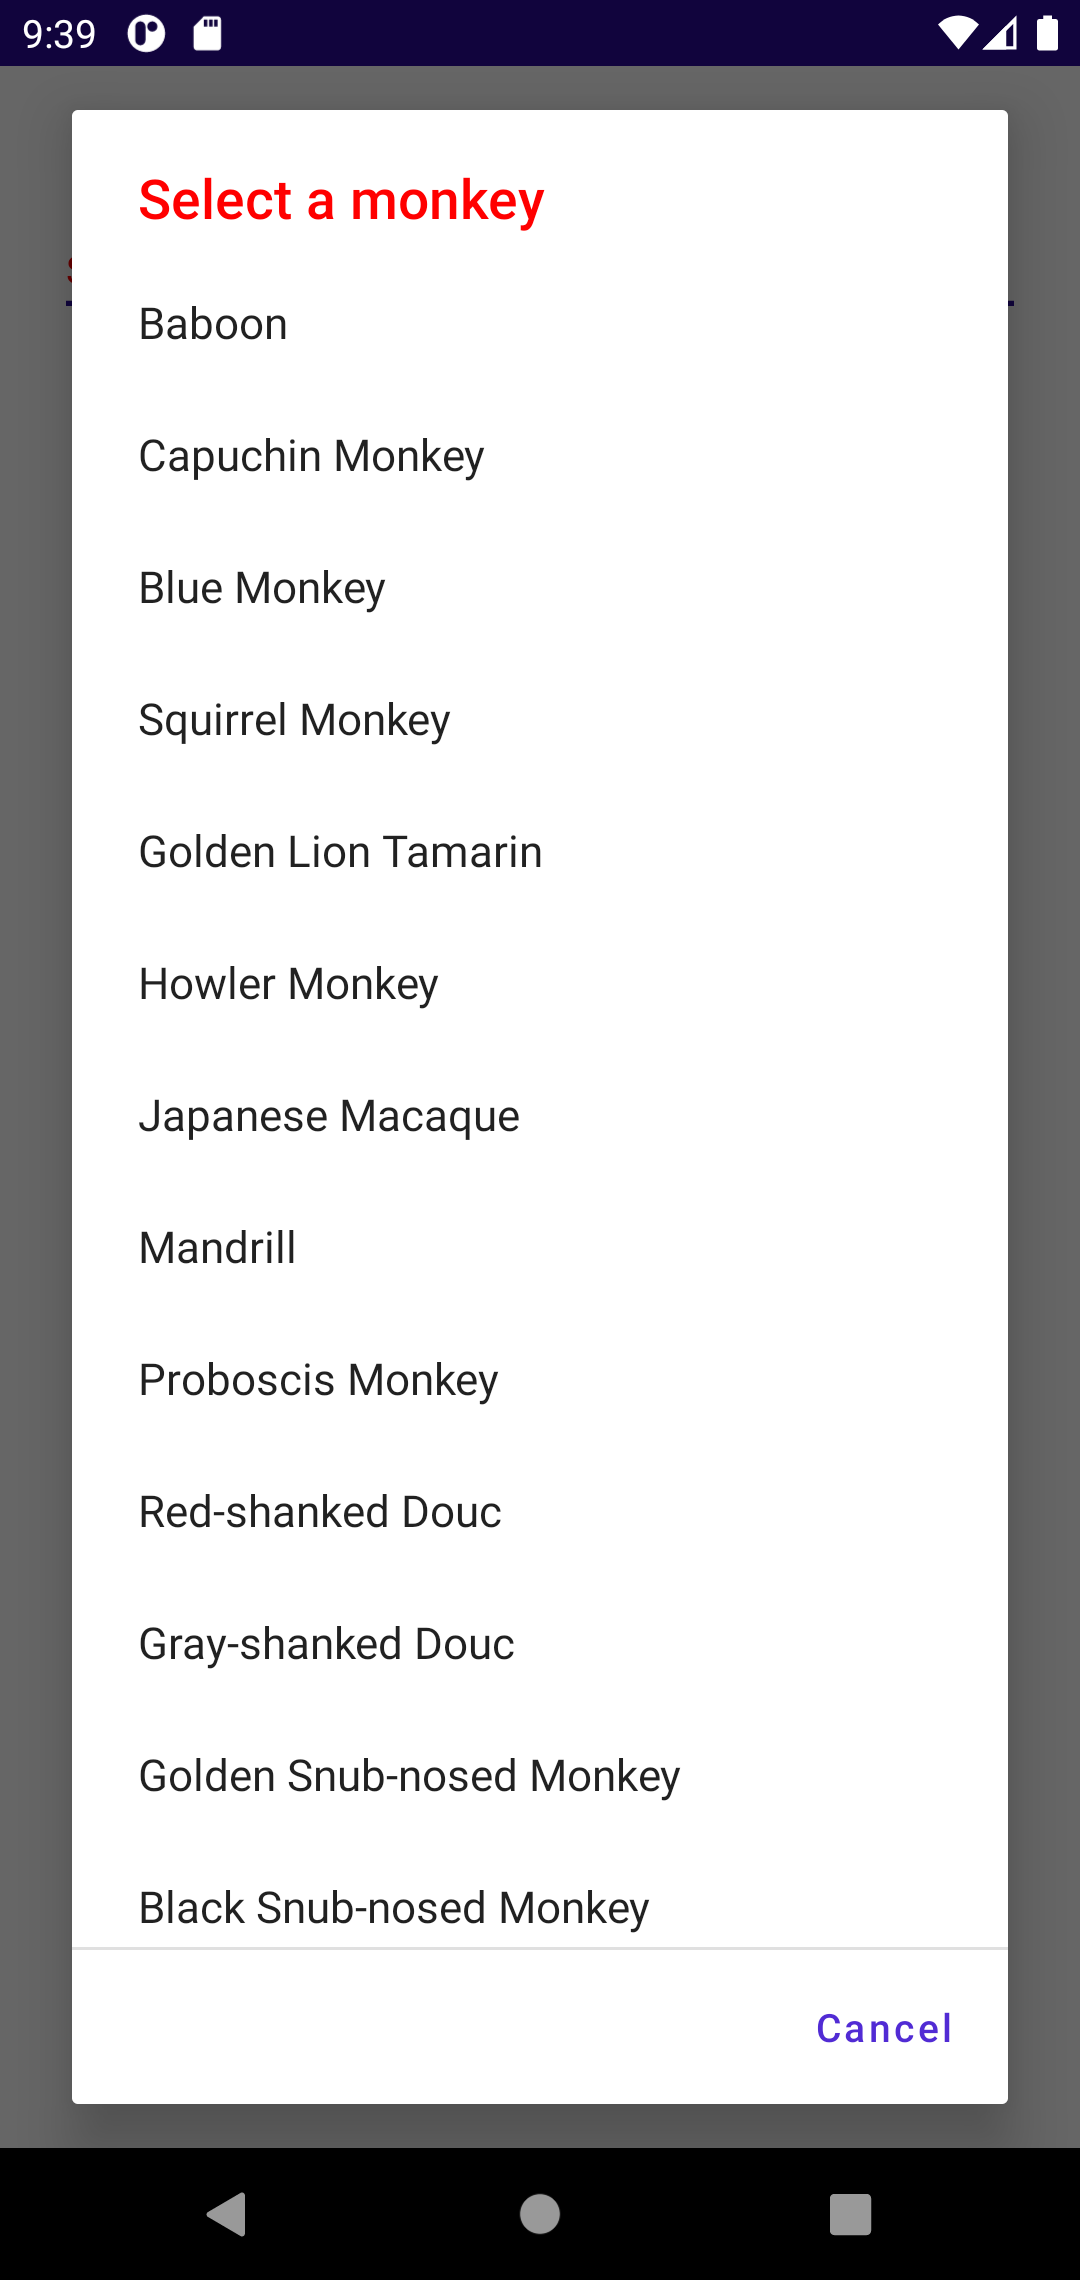 9:39
Select a monkey
Baboon
Capuchin Monkey
Blue Monkey
Squirrel Monkey
Golden Lion Tamarin
Howler Monkey
Japanese Macaque
Mandrill
Proboscis Monkey
Red-shanked Douc
Gray-shanked Douc
Golden Snub-nosed Monkey
Black Snub-nosed Monkey
Cancel